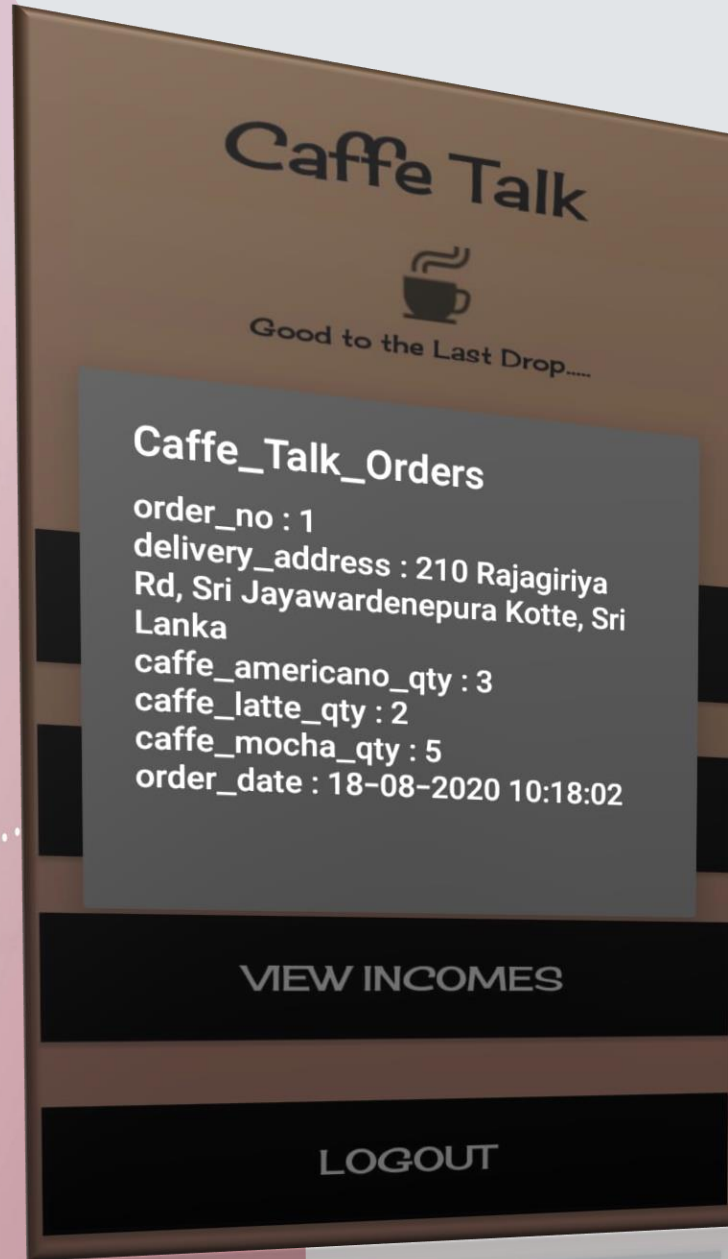 Caffe Talk
Good to the Last Drop.....
Caffe_Talk_Orders
order_no : 1
delivery_address : 210 Rajagiriya
Rd, Sri Jayawardenepura Kotte, Sri
Lanka
caffe_americano_qty : 3
caffe_latte_qty : 2
caffe_mocha_qty : 5
order_date : 18-08-2020 10:18:02
VIEW INCOMES
LOGOUT